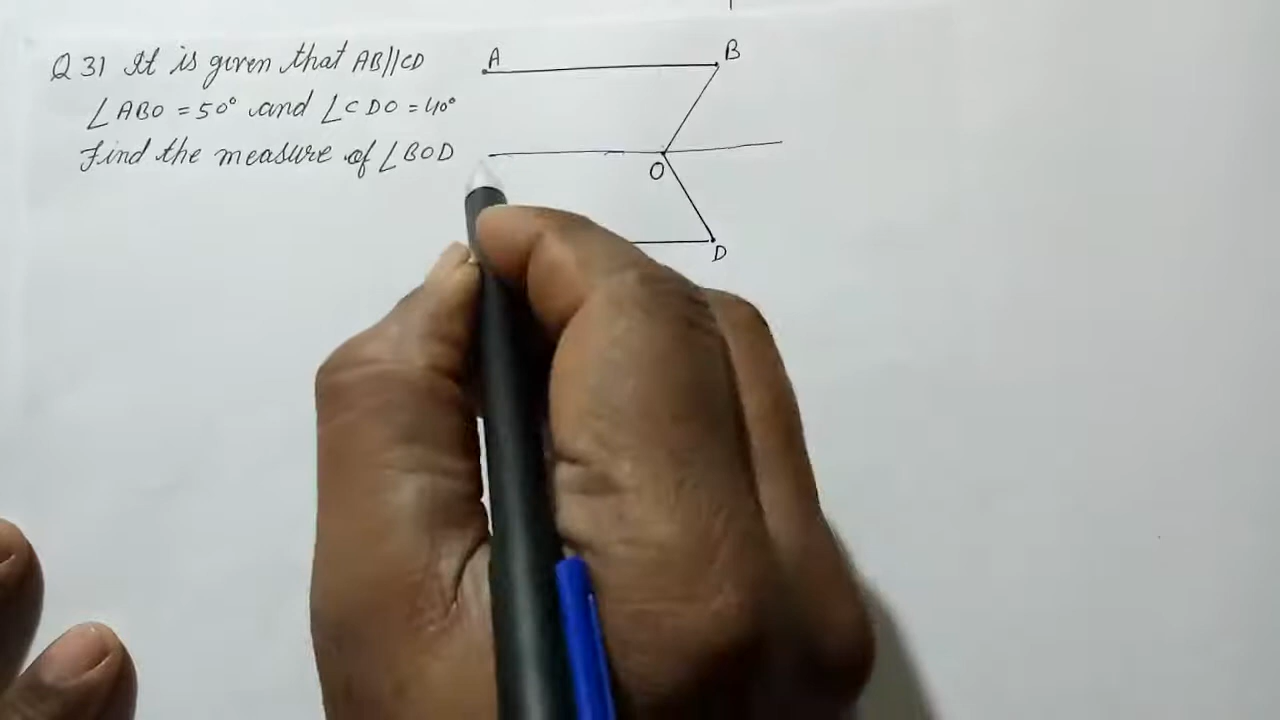 Q 31 It is given that AB//CD
∠ABO = 50° and ∠CDO = 40°
Find the measure of ∠BOD
A
B
O
D